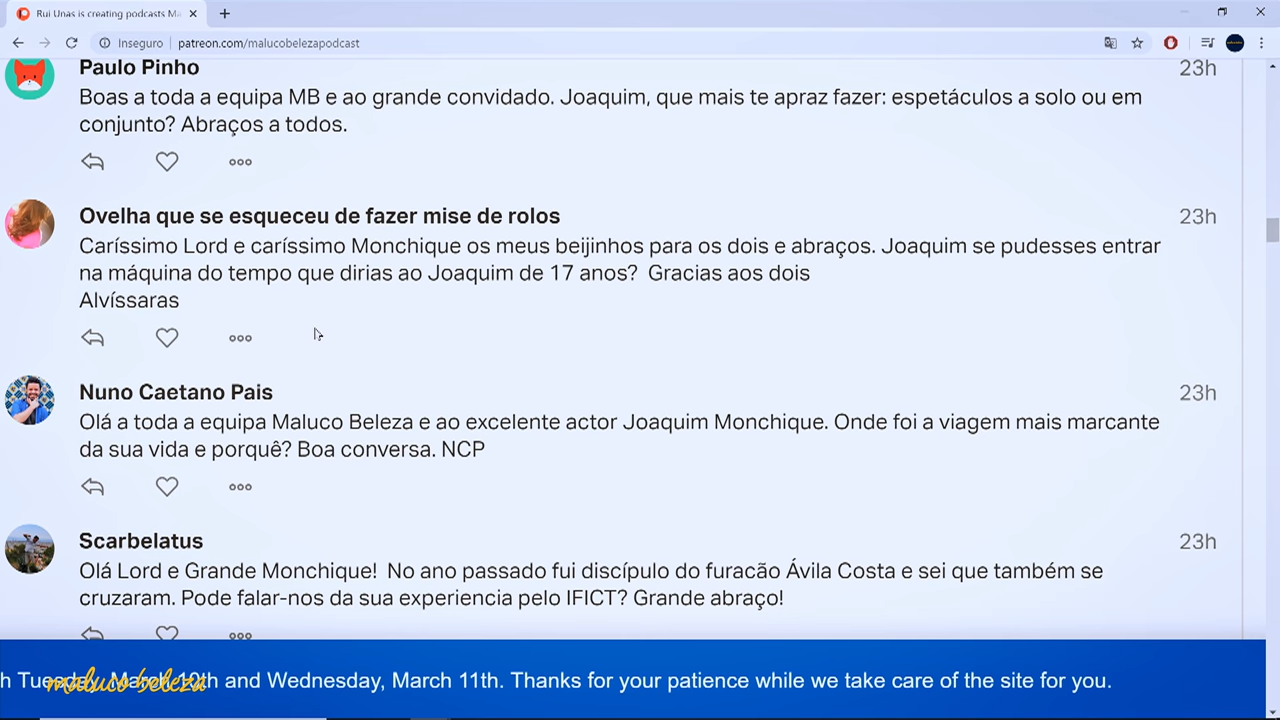 Rui Unas is creating podcasts Ma
Inseguro
patreon.com/malucobelezapodcast
Paulo Pinho
23h
Boas a toda a equipa MB e ao grande convidado. Joaquim, que mais te apraz fazer: espetáculos a solo ou em
conjunto? Abraços a todos.
Ovelha que se esqueceu de fazer mise de rolos
23h
Caríssimo Lord e caríssimo Monchique os meus beijinhos para os dois e abraços. Joaquim se pudesses entrar
na máquina do tempo que dirias ao Joaquim de 17 anos?  Gracias aos dois
Alvíssaras
Nuno Caetano Pais
23h
Olá a toda a equipa Maluco Beleza e ao excelente actor Joaquim Monchique. Onde foi a viagem mais marcante
da sua vida e porquê? Boa conversa. NCP
Scarbelatus
23h
Olá Lord e Grande Monchique!  No ano passado fui discípulo do furacão Ávila Costa e sei que também se
cruzaram. Pode falar-nos da sua experiencia pelo IFICT? Grande abraço!
h Tuesday, March 10th and Wednesday, March 11th. Thanks for your patience while we take care of the site for you.
maluco beleza